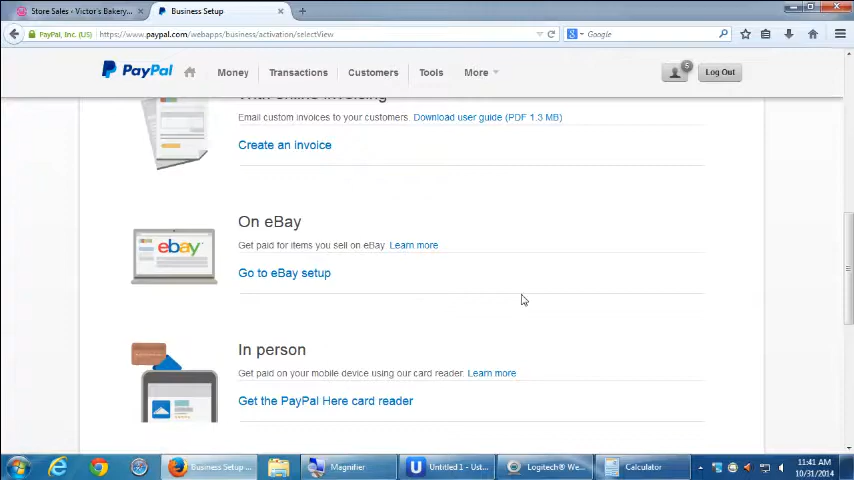 Store Sales - Victor's Bakery...
Business Setup
PayPal, Inc. (US)
https://www.paypal.com/webapps/business/activation/selectView
Google
PayPal
Money
Transactions
Customers
Tools
More
5
Log Out
With online invoicing
Email custom invoices to your customers. Download user guide (PDF 1.3 MB)
Create an invoice
ebay
On eBay
Get paid for items you sell on eBay. Learn more
Go to eBay setup
In person
Get paid on your mobile device using our card reader. Learn more
Get the PayPal Here card reader
Business Setup ...
Magnifier
Untitled 1 - Ust...
Logitech® We...
Calculator
11:41 AM
10/31/2014